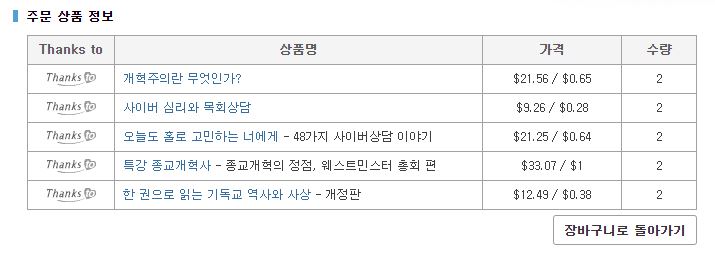 주문 상품 정보
Thanks to 상품명 가격 수량
Thanks to 개혁주의란 무엇인가? $21.56 / $0.65 2
Thanks to 사이버 심리와 목회상담 $9.26 / $0.28 2
Thanks to 오늘도 홀로 고민하는 너에게 - 48가지 사이버상담 이야기 $21.25 / $0.64 2
Thanks to 특강 종교개혁사 - 종교개혁의 정점, 웨스트민스터 총회 편 $33.07 / $1 2
Thanks to 한 권으로 읽는 기독교 역사와 사상 - 개정판 $12.49 / $0.38 2
장바구니로 돌아가기